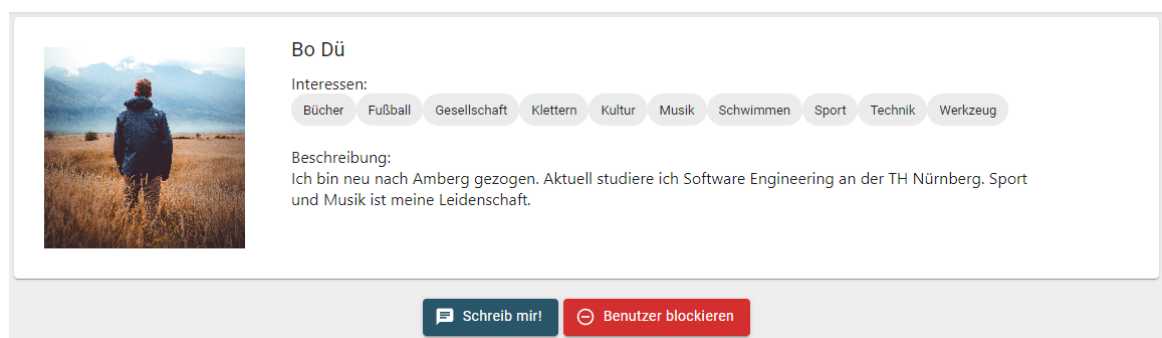 Bo Dü
Interessen:
Bücher Fußball Gesellschaft Klettern Kultur Musik Schwimmen Sport Technik Werkzeug
Beschreibung:
Ich bin neu nach Amberg gezogen. Aktuell studiere ich Software Engineering an der TH Nürnberg. Sport
und Musik ist meine Leidenschaft.
Schreib mir! Benutzer blockieren